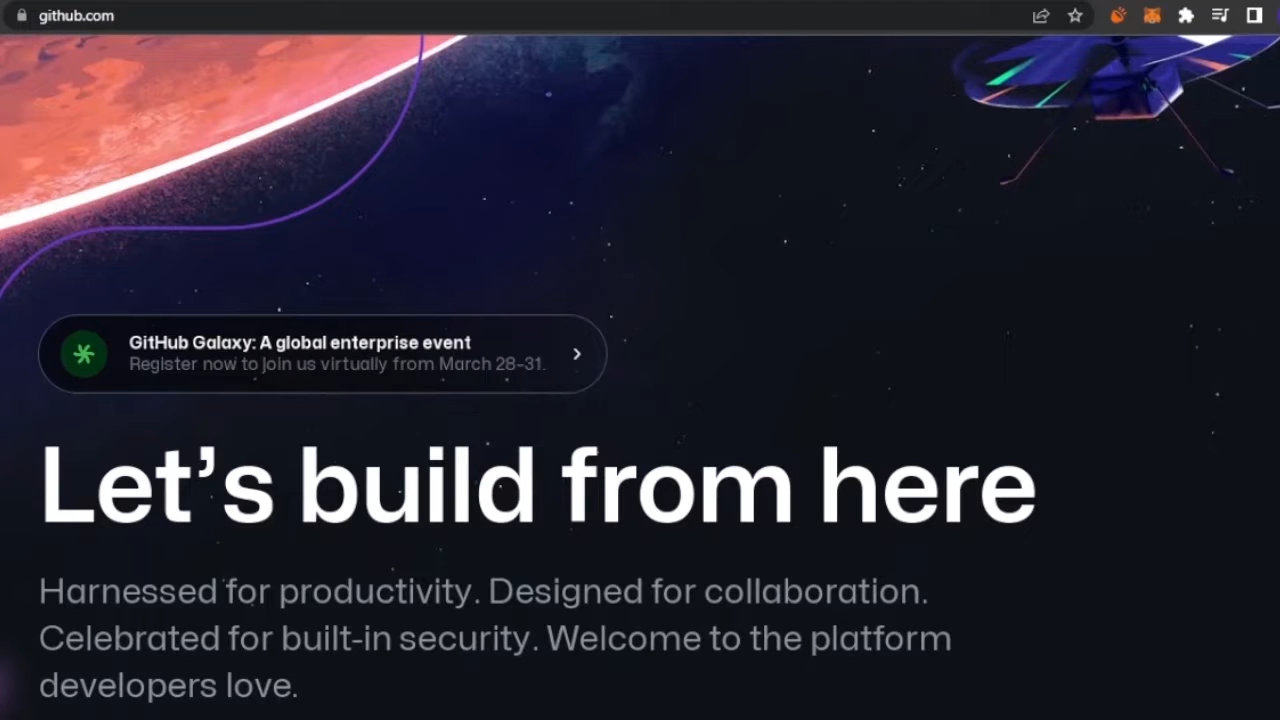 github.com
GitHub Galaxy: A global enterprise event
Register now to join us virtually from March 28-31.
Let’s build from here
Harnessed for productivity. Designed for collaboration.
Celebrated for built-in security. Welcome to the platform
developers love.